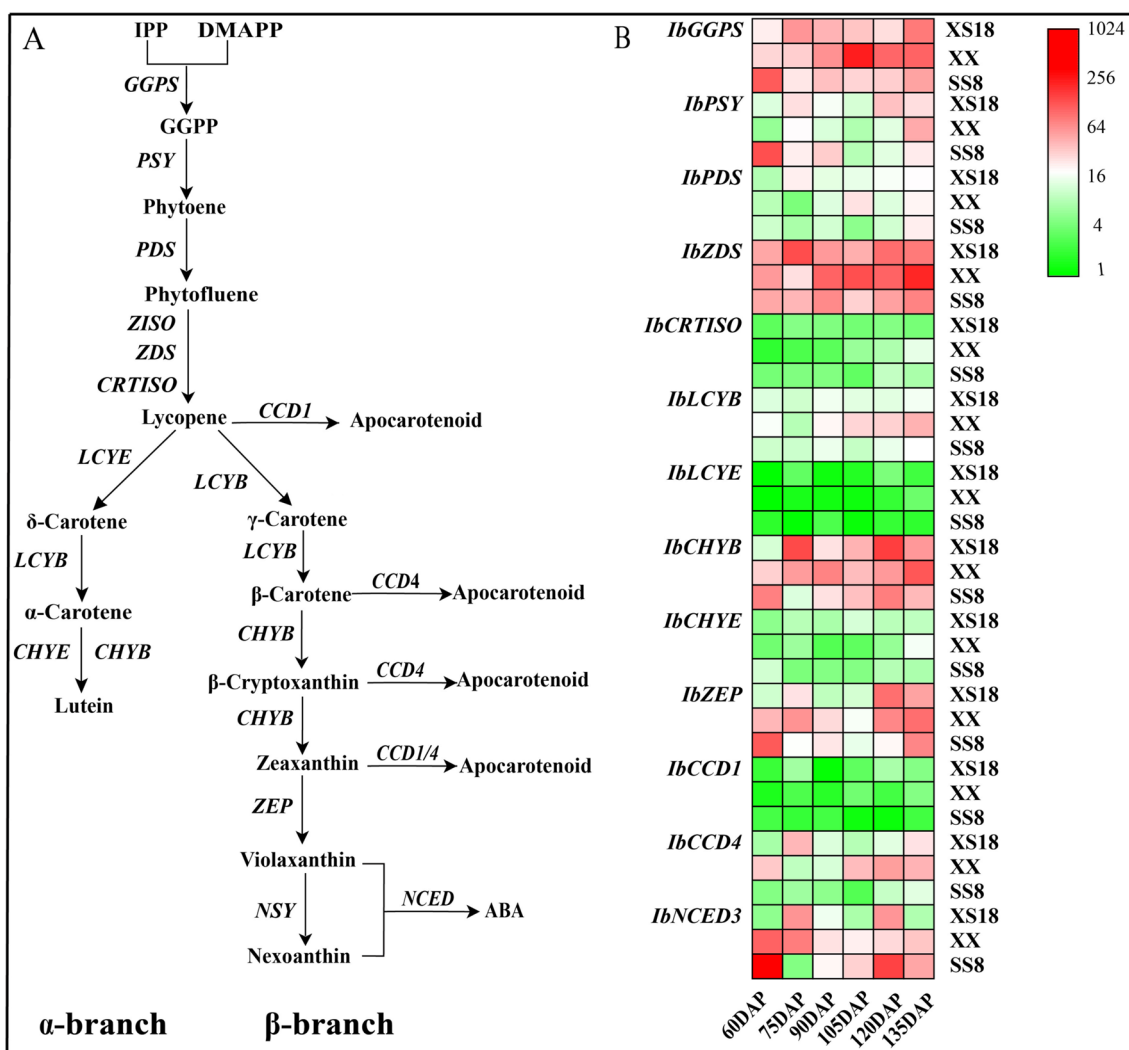 A
IPP DMAPP
GGPS
GGPP
PSY
Phytoene
PDS
Phytofluene
ZISO
ZDS
CRTISO
Lycopene
CCD1
Apocarotenoid
LCYE
LCYB
δ-Carotene
γ-Carotene
LCYB
LCYB
β-Carotene
CCD4
Apocarotenoid
α-Carotene
CHYB
CHYE CHYB
β-Cryptoxanthin
CCD4
Apocarotenoid
Lutein
CHYB
Zeaxanthin
CCD1/4
Apocarotenoid
ZEP
Violaxanthin
NSY
NCED
ABA
Nexoanthin
α-branch
β-branch
B
IbGGPS XS18
XX
SS8
IbPSY XS18
XX
SS8
IbPDS XS18
XX
SS8
IbZDS XS18
XX
SS8
IbCRTISO XS18
XX
SS8
IbLCYB XS18
XX
SS8
IbLCYE XS18
XX
SS8
IbCHYB XS18
XX
SS8
IbCHYE XS18
XX
SS8
IbZEP XS18
XX
SS8
IbCCD1 XS18
XX
SS8
IbCCD4 XS18
XX
SS8
IbNCED3 XS18
XX
SS8
60DAP 75DAP 90DAP 105DAP 120DAP 135DAP
1024
256
64
16
4
1